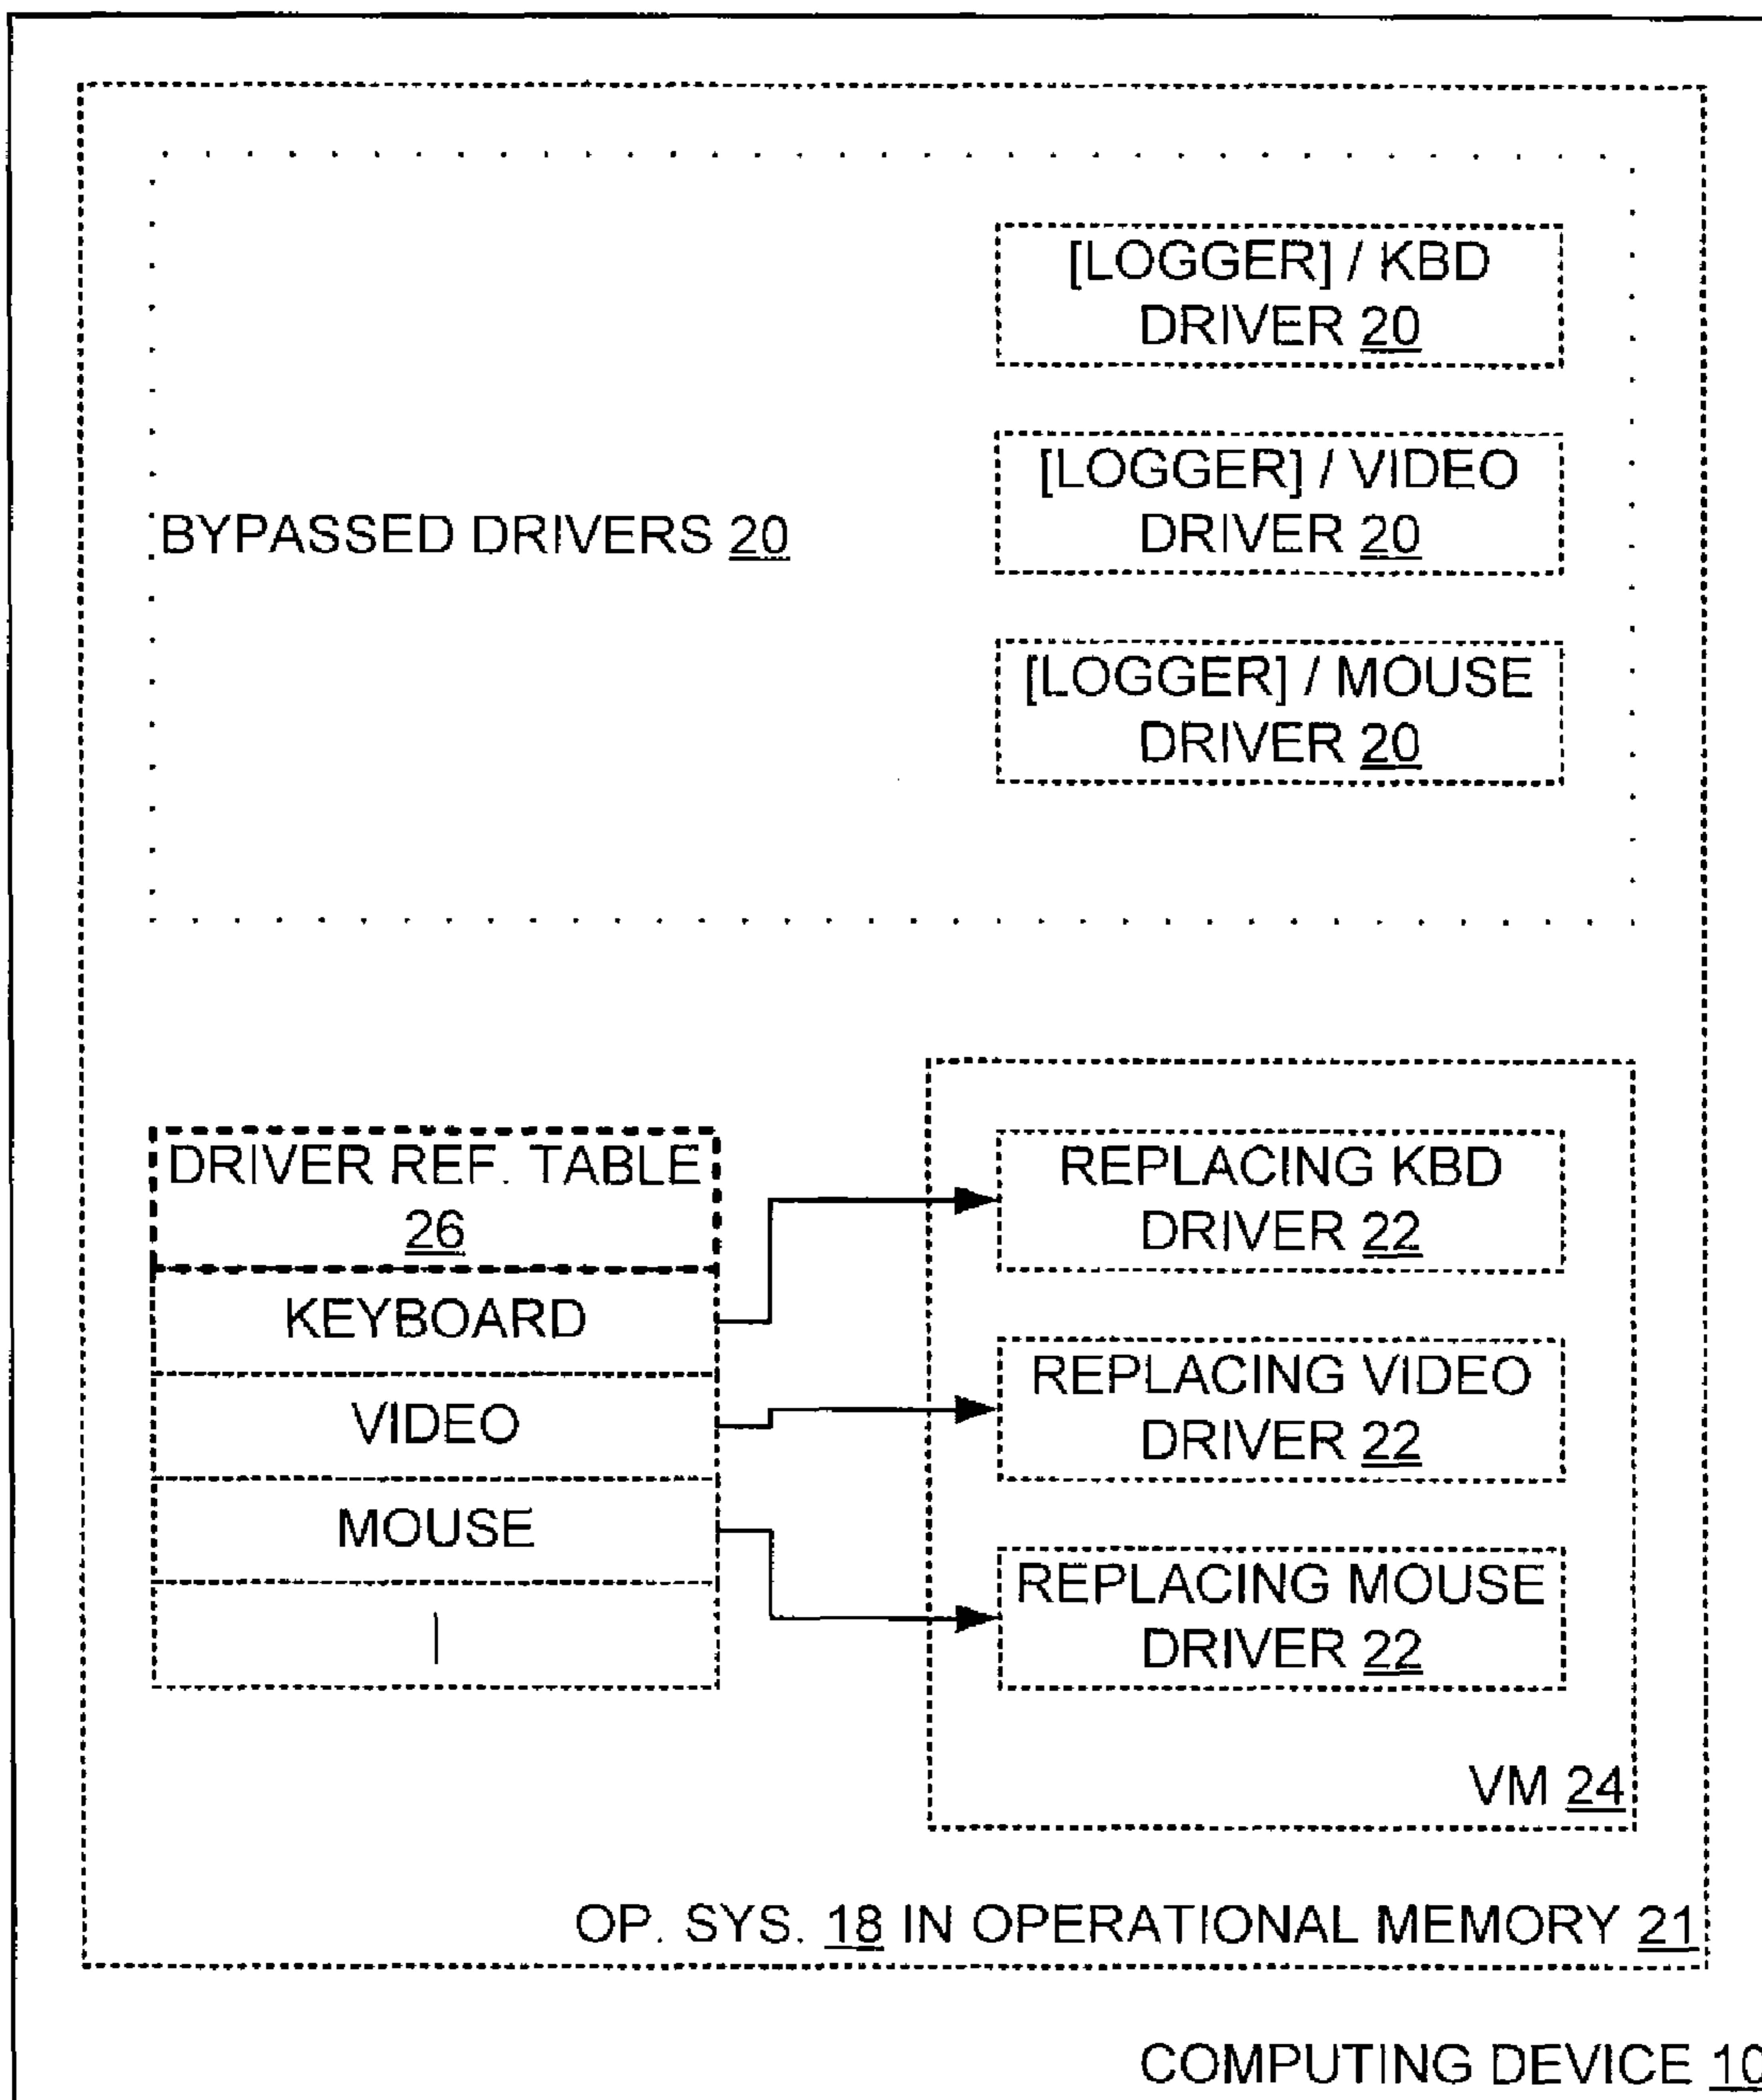 [LOGGER] / KBD
DRIVER 20
[LOGGER] / VIDEO
DRIVER 20
BYPASSED DRIVERS 20
[LOGGER] / MOUSE
DRIVER 20
DRIVER REF. TABLE
26
KEYBOARD
VIDEO
MOUSE
|
REPLACING KBD
DRIVER 22
REPLACING VIDEO
DRIVER 22
REPLACING MOUSE
DRIVER 22
VM 24
OP. SYS. 18 IN OPERATIONAL MEMORY 21
COMPUTING DEVICE 10